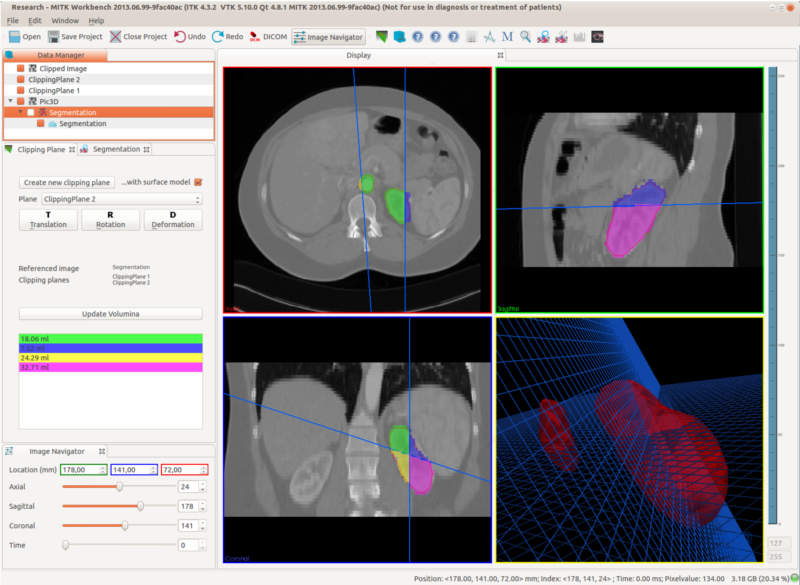 Research - MITK Workbench 2013.06.99-9fac40ac (ITK 4.3.2 VTK 5.10.0 Qt 4.8.1 MITK 2013.06.99-9fac40ac) (Not for use in diagnosis or treatment of patients)
File Edit Window Help
Open Save Project Close Project Undo Redo DICOM Image Navigator
Data Manager
Clipped Image
ClippingPlane 2
ClippingPlane 1
Pic3D
Segmentation
Segmentation
Clipping Plane Segmentation
Create new clipping plane ...with surface model
Plane ClippingPlane 2
T R D
Translation Rotation Deformation
Referenced image Segmentation
Clipping planes ClippingPlane 1
ClippingPlane 2
Update Volumina
18.06 ml
24.29 ml
32.71 ml
Image Navigator
Location (mm) 178,00 141,00 72,00
Axial 24
Sagittal 178
Coronal 141
Time 0
Display
Sagittal
Coronal
127
255
Position: <178.00, 141.00, 72.00> mm; Index: <178, 141, 24> ; Time: 0.00 ms; Pixelvalue: 134.00 3.18 GB (20.34 %)